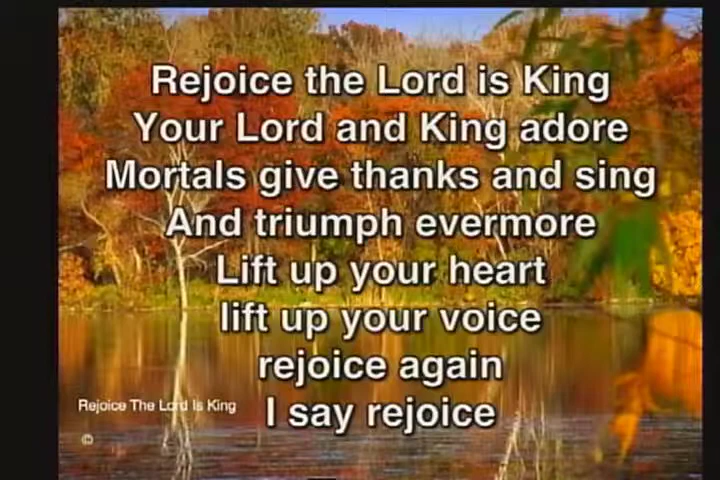 Rejoice the Lord is King
Your Lord and King adore
Mortals give thanks and sing
And triumph evermore
Lift up your heart
lift up your voice
rejoice again
I say rejoice
Rejoice The Lord Is King
©